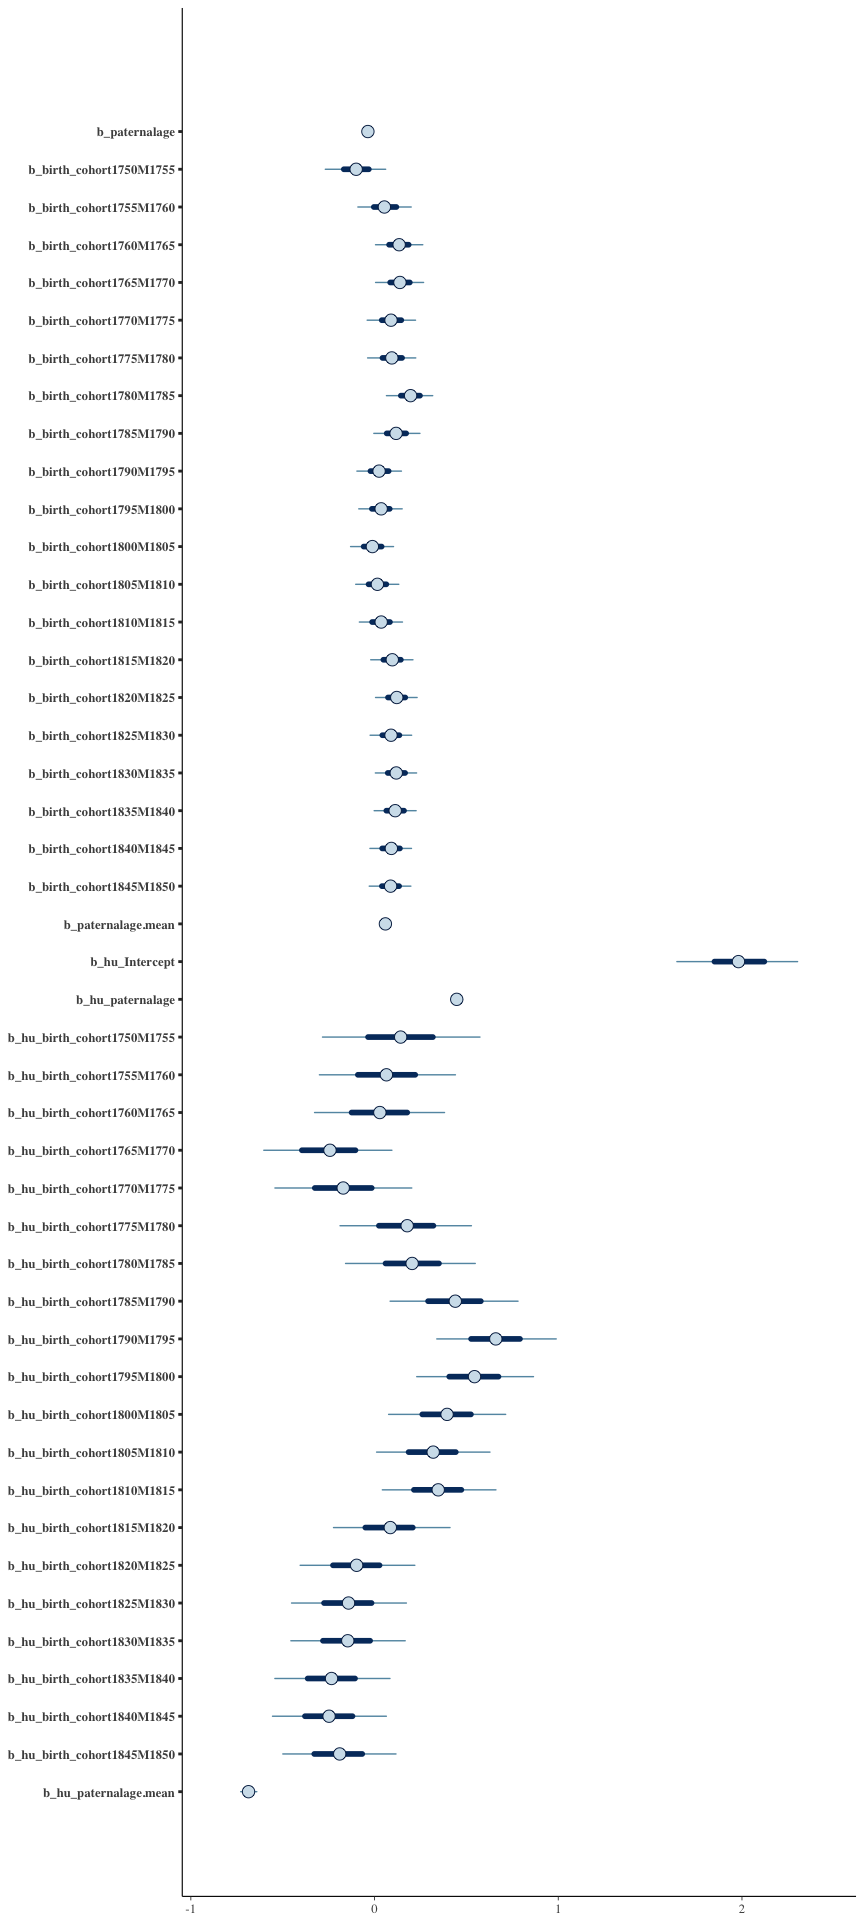 b_paternalage
b_birth_cohort1750M1755
b_birth_cohort1755M1760
b_birth_cohort1760M1765
b_birth_cohort1765M1770
b_birth_cohort1770M1775
b_birth_cohort1775M1780
b_birth_cohort1780M1785
b_birth_cohort1785M1790
b_birth_cohort1790M1795
b_birth_cohort1795M1800
b_birth_cohort1800M1805
b_birth_cohort1805M1810
b_birth_cohort1810M1815
b_birth_cohort1815M1820
b_birth_cohort1820M1825
b_birth_cohort1825M1830
b_birth_cohort1830M1835
b_birth_cohort1835M1840
b_birth_cohort1840M1845
b_birth_cohort1845M1850
b_paternalage.mean
b_hu_Intercept
b_hu_paternalage
b_hu_birth_cohort1750M1755
b_hu_birth_cohort1755M1760
b_hu_birth_cohort1760M1765
b_hu_birth_cohort1765M1770
b_hu_birth_cohort1770M1775
b_hu_birth_cohort1775M1780
b_hu_birth_cohort1780M1785
b_hu_birth_cohort1785M1790
b_hu_birth_cohort1790M1795
b_hu_birth_cohort1795M1800
b_hu_birth_cohort1800M1805
b_hu_birth_cohort1805M1810
b_hu_birth_cohort1810M1815
b_hu_birth_cohort1815M1820
b_hu_birth_cohort1820M1825
b_hu_birth_cohort1825M1830
b_hu_birth_cohort1830M1835
b_hu_birth_cohort1835M1840
b_hu_birth_cohort1840M1845
b_hu_birth_cohort1845M1850
b_hu_paternalage.mean
-1 0 1 2